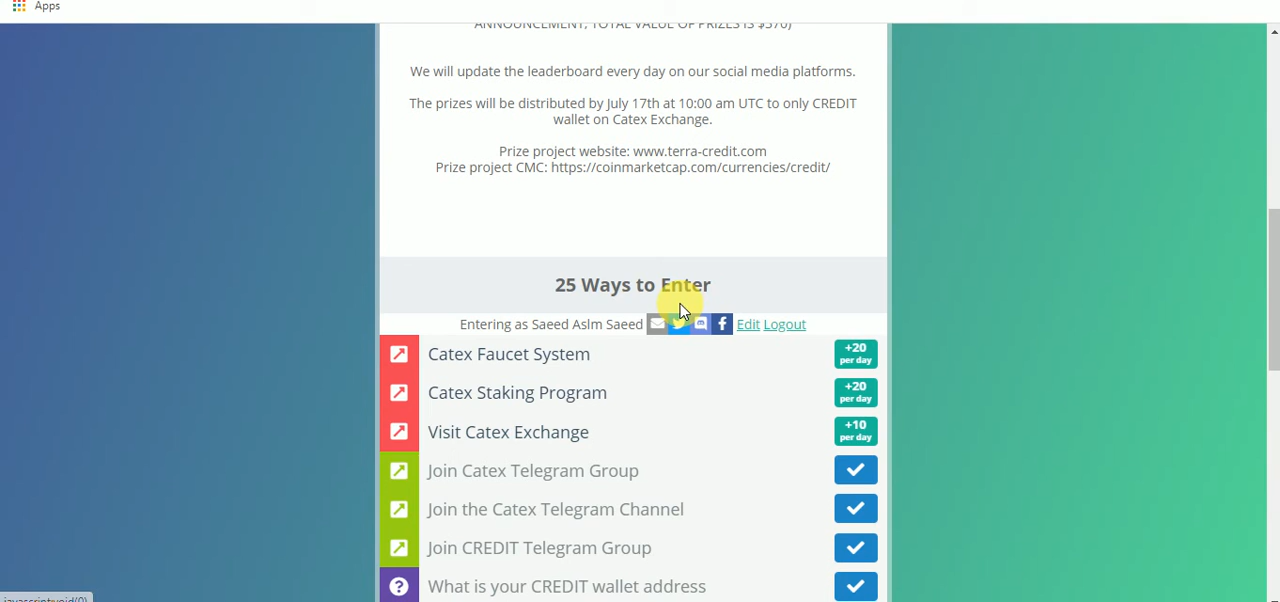 Apps
ANNOUNCEMENT, TOTAL VALUE OF PRIZES IS $370)
We will update the leaderboard every day on our social media platforms.
The prizes will be distributed by July 17th at 10:00 am UTC to only CREDIT
wallet on Catex Exchange.
Prize project website: www.terra-credit.com
Prize project CMC: https://coinmarketcap.com/currencies/credit/
25 Ways to Enter
Entering as Saeed Aslm Saeed Edit Logout
Catex Faucet System +20 per day
Catex Staking Program +20 per day
Visit Catex Exchange +10 per day
Join Catex Telegram Group
Join the Catex Telegram Channel
Join CREDIT Telegram Group
What is your CREDIT wallet address
javascript:void(0)